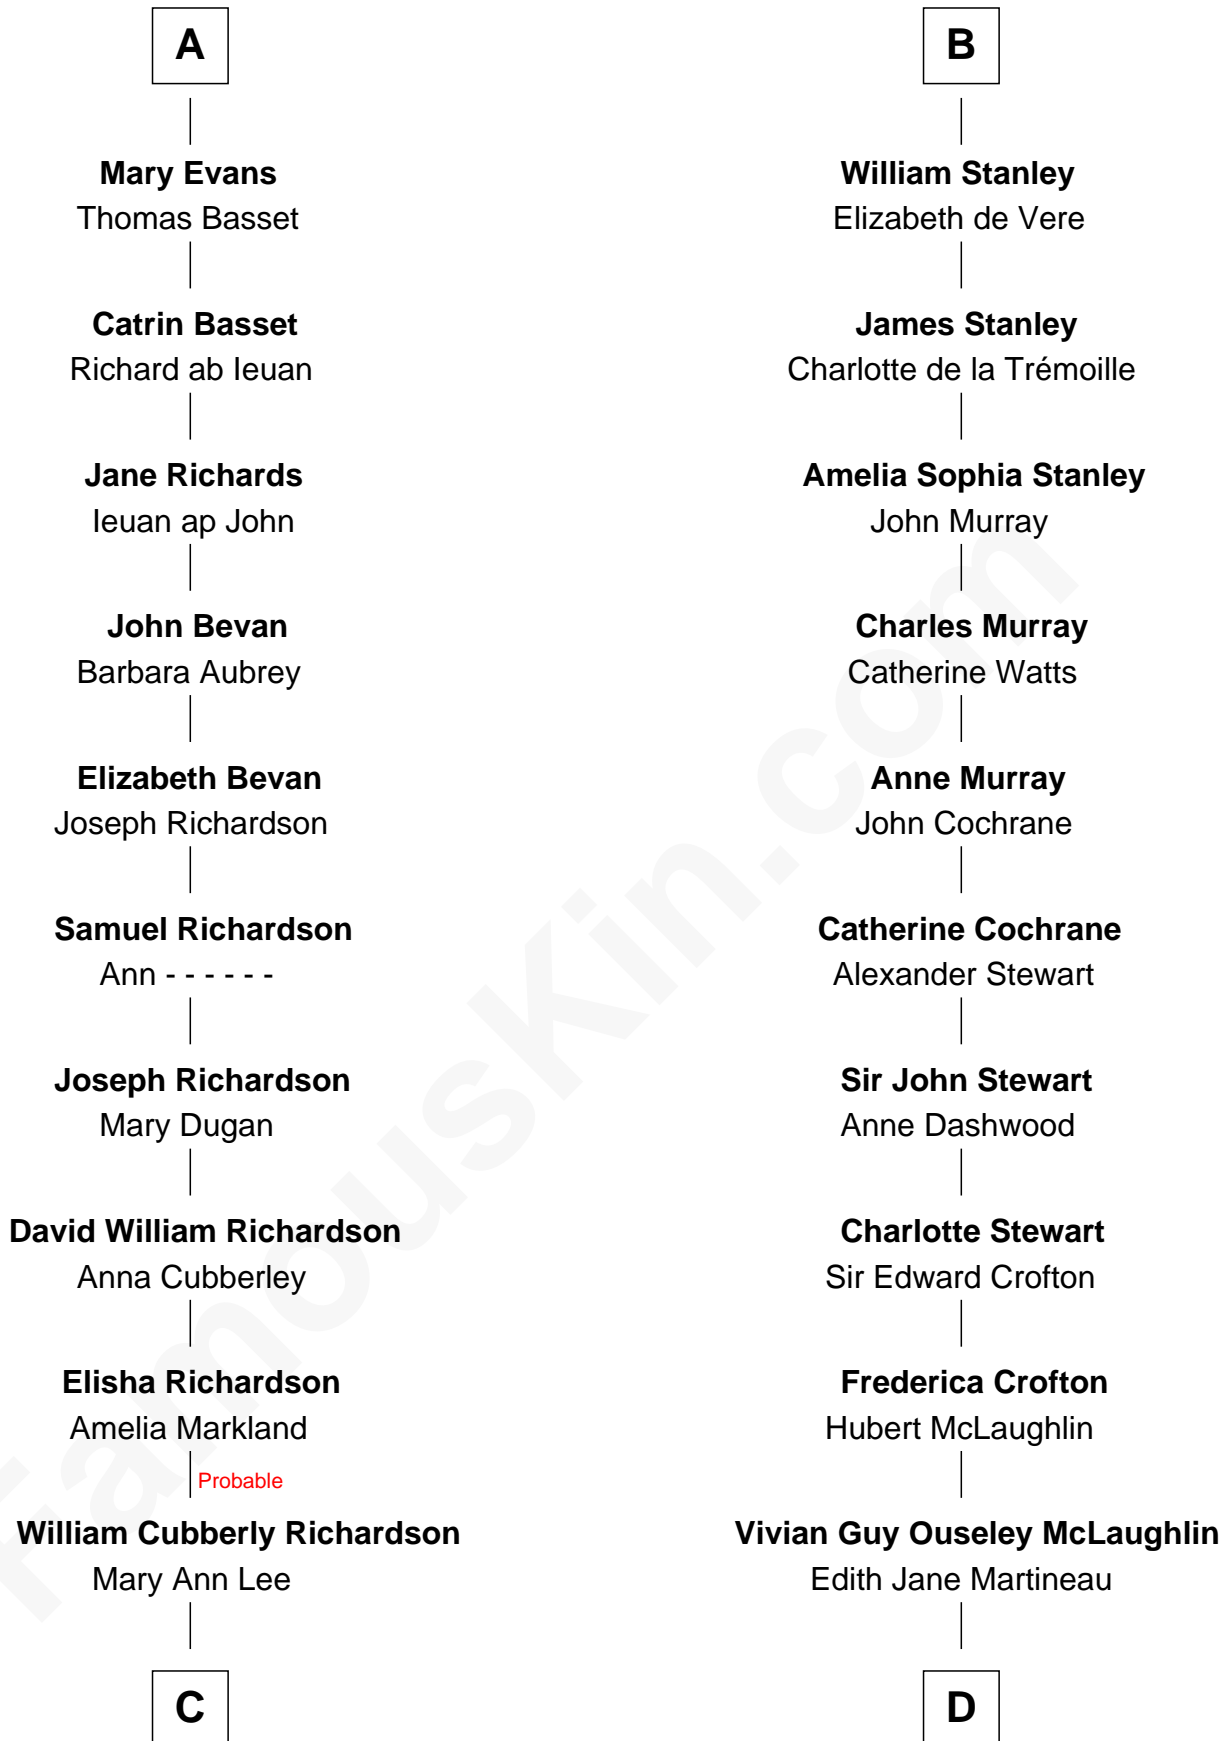 A
Mary Evans
Thomas Basset
Catrin Basset
Richard ab Ieuan
Jane Richards
Ieuan ap John
John Bevan
Barbara Aubrey
Elizabeth Bevan
Joseph Richardson
Samuel Richardson
Ann - - - - - -
Joseph Richardson
Mary Dugan
David William Richardson
Anna Cubberley
Elisha Richardson
Amelia Markland
Probable
William Cubberly Richardson
Mary Ann Lee
C
B
William Stanley
Elizabeth de Vere
James Stanley
Charlotte de la Trémoille
Amelia Sophia Stanley
John Murray
Charles Murray
Catherine Watts
Anne Murray
John Cochrane
Catherine Cochrane
Alexander Stewart
Sir John Stewart
Anne Dashwood
Charlotte Stewart
Sir Edward Crofton
Frederica Crofton
Hubert McLaughlin
Vivian Guy Ouseley McLaughlin
Edith Jane Martineau
D
FamousKin.com